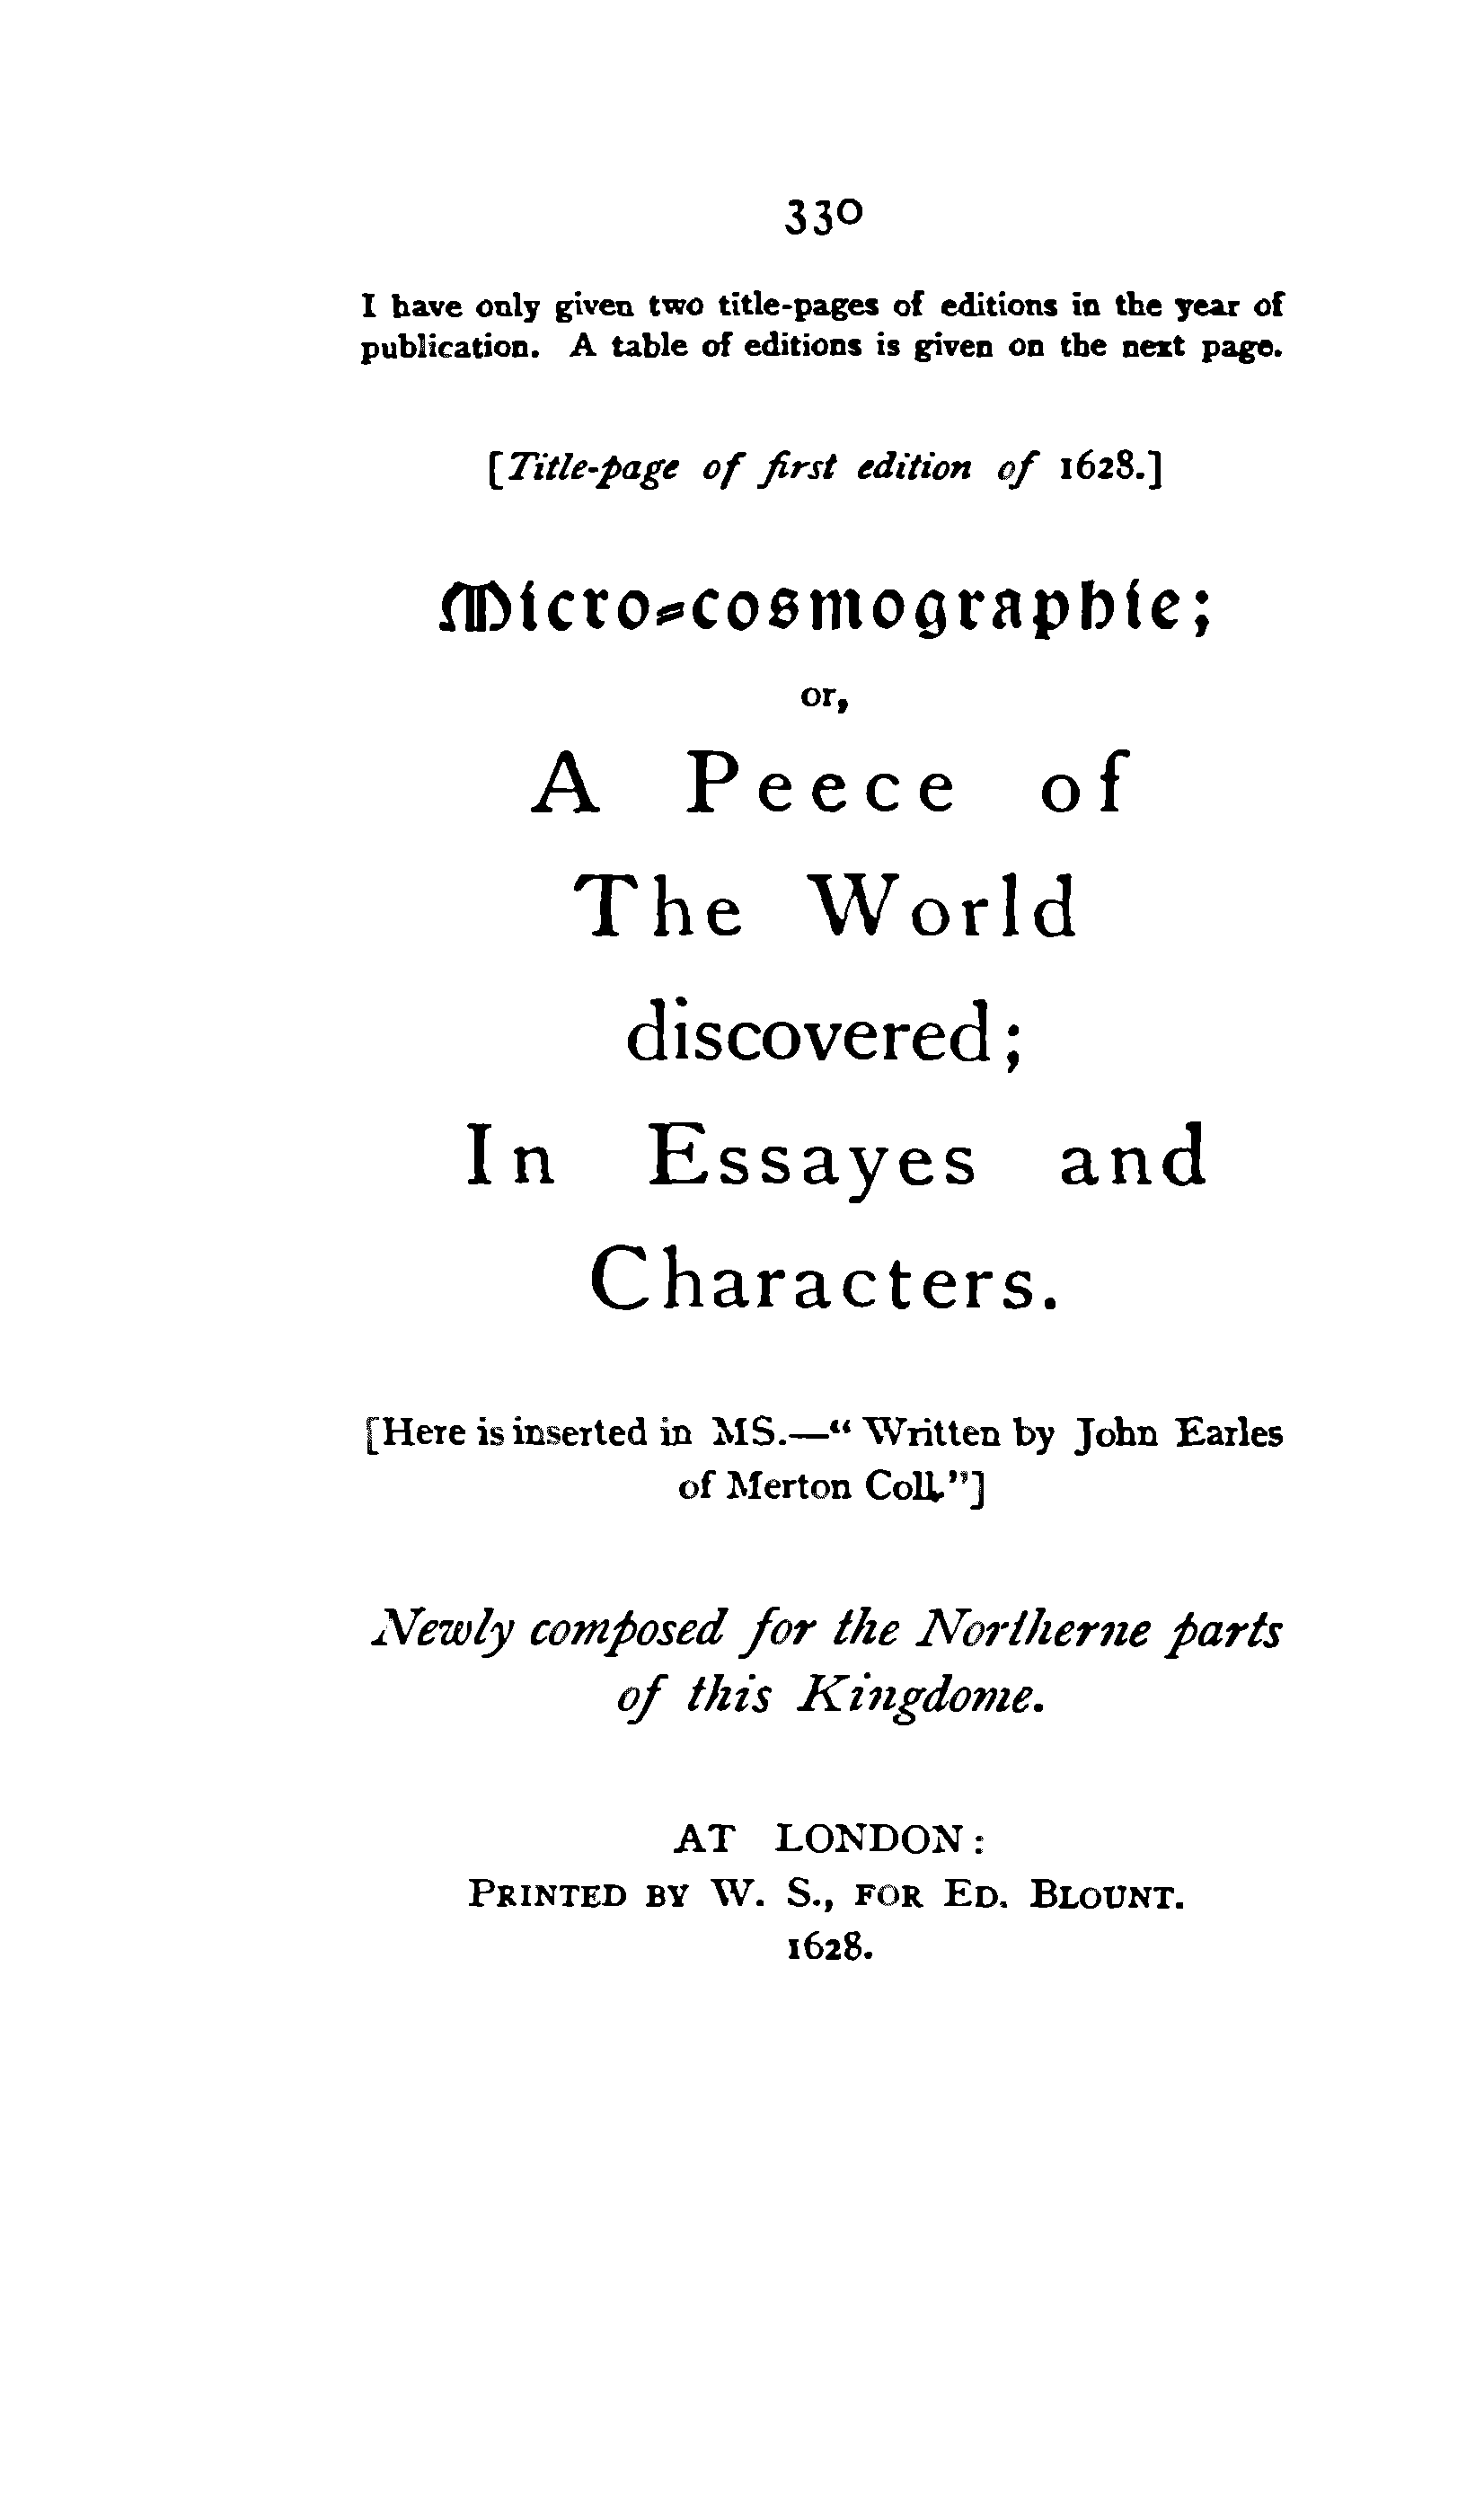 330
I have only given two title-pages of editions in the year of
publication. A table of editions is given on the next page.
[Title-page of first edition of 1628.]
Micro-cosmographie;
or,
A Peece of
The World
discovered;
In Essayes and
Characters.
[Here is inserted in MS.—“Written by John Earles
of Merton Coll.”]
Newly composed for the Northerne parts
of this Kingdome.
AT LONDON:
PRINTED BY W. S., FOR ED. BLOUNT.
1628.